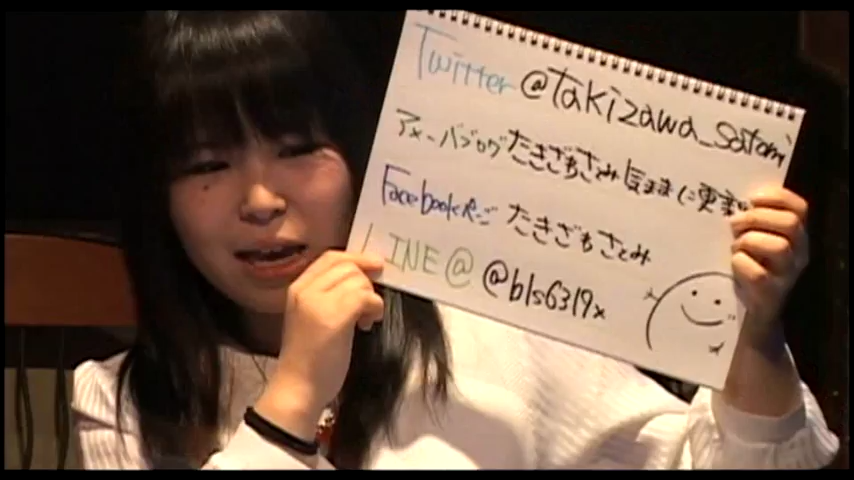 Twitter @Takizawa_satomi
アメーバブログ たきざわさとみ 気ままに更新
Facebookページ たきざわさとみ
LINE@ @bls6319x